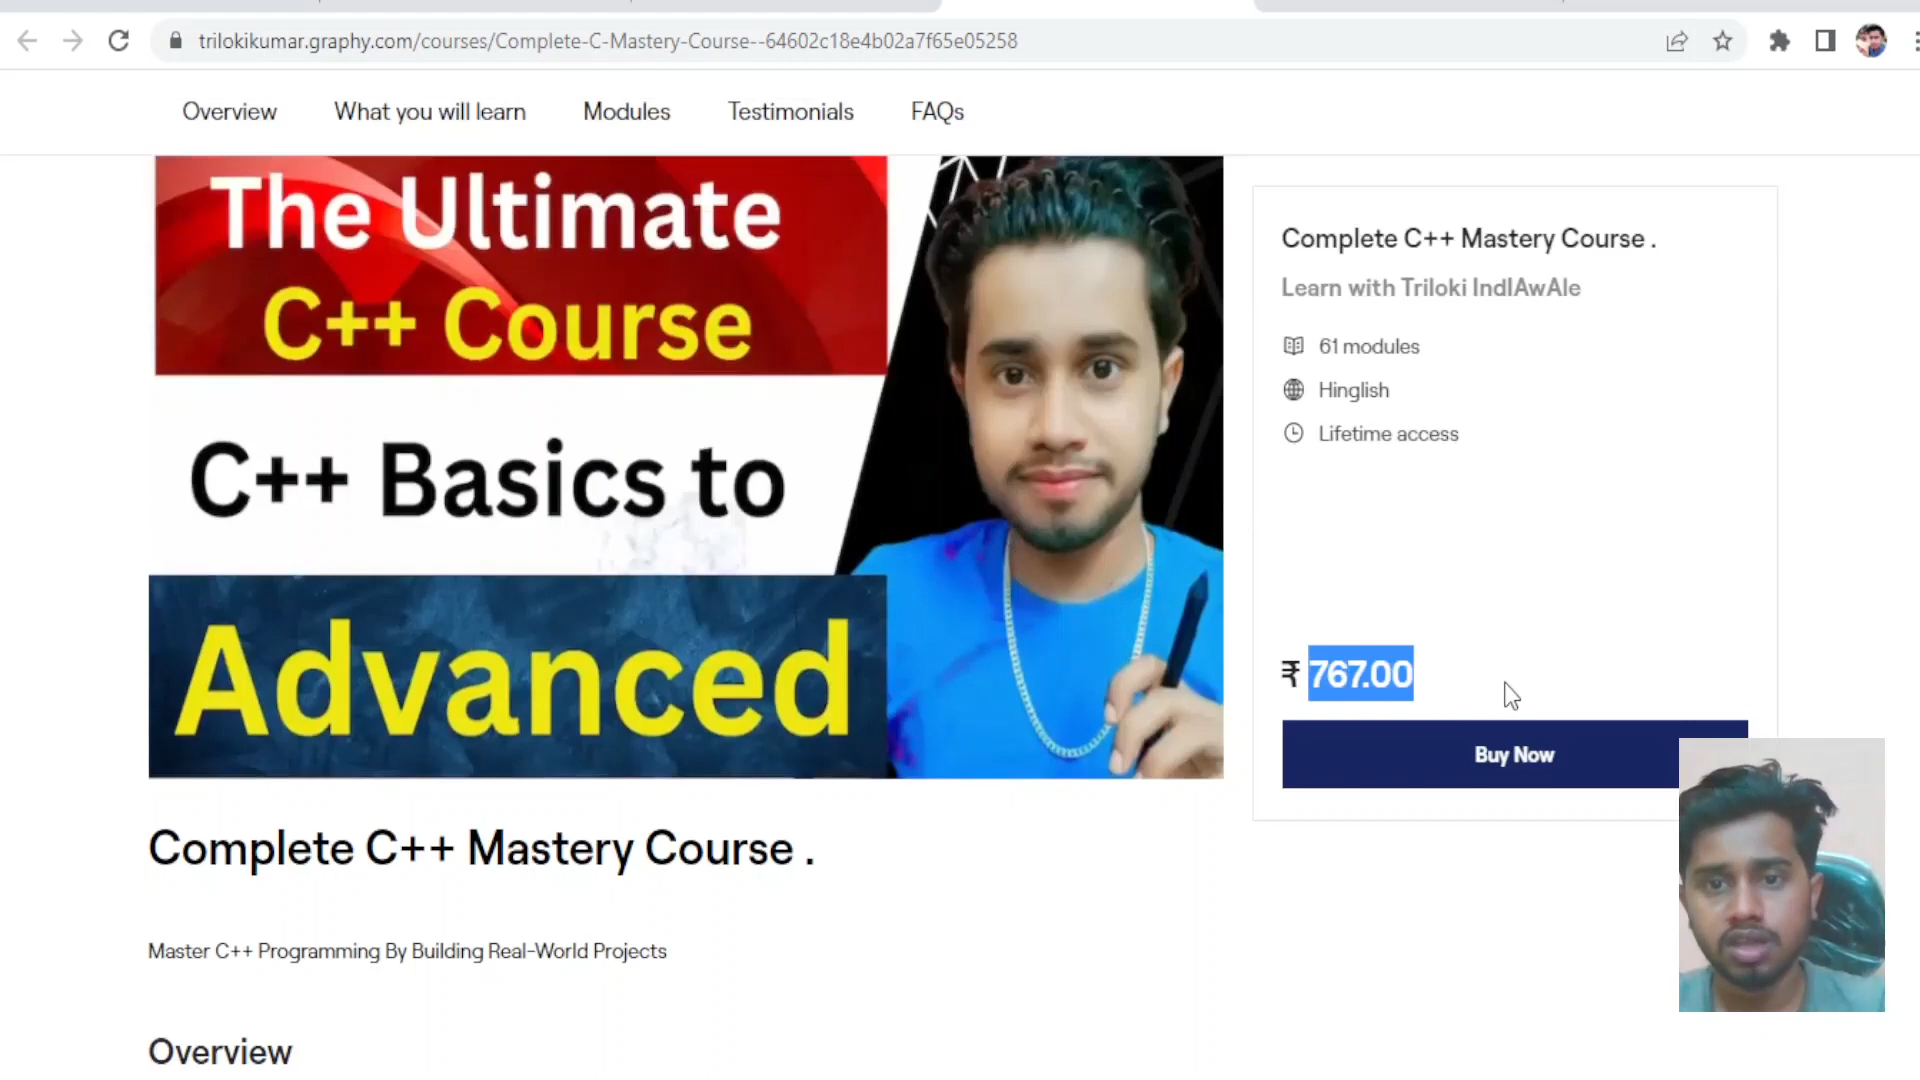 trilokikumar.graphy.com/courses/Complete-C-Mastery-Course--64602c18e4b02a7f65e05258
Overview What you will learn Modules Testimonials FAQs
The Ultimate
C++ Course
C++ Basics to
Advanced
Complete C++ Mastery Course .
Learn with Triloki IndIAwAle
61 modules
Hinglish
Lifetime access
₹ 767.00
Buy Now
Complete C++ Mastery Course .
Master C++ Programming By Building Real-World Projects
Overview